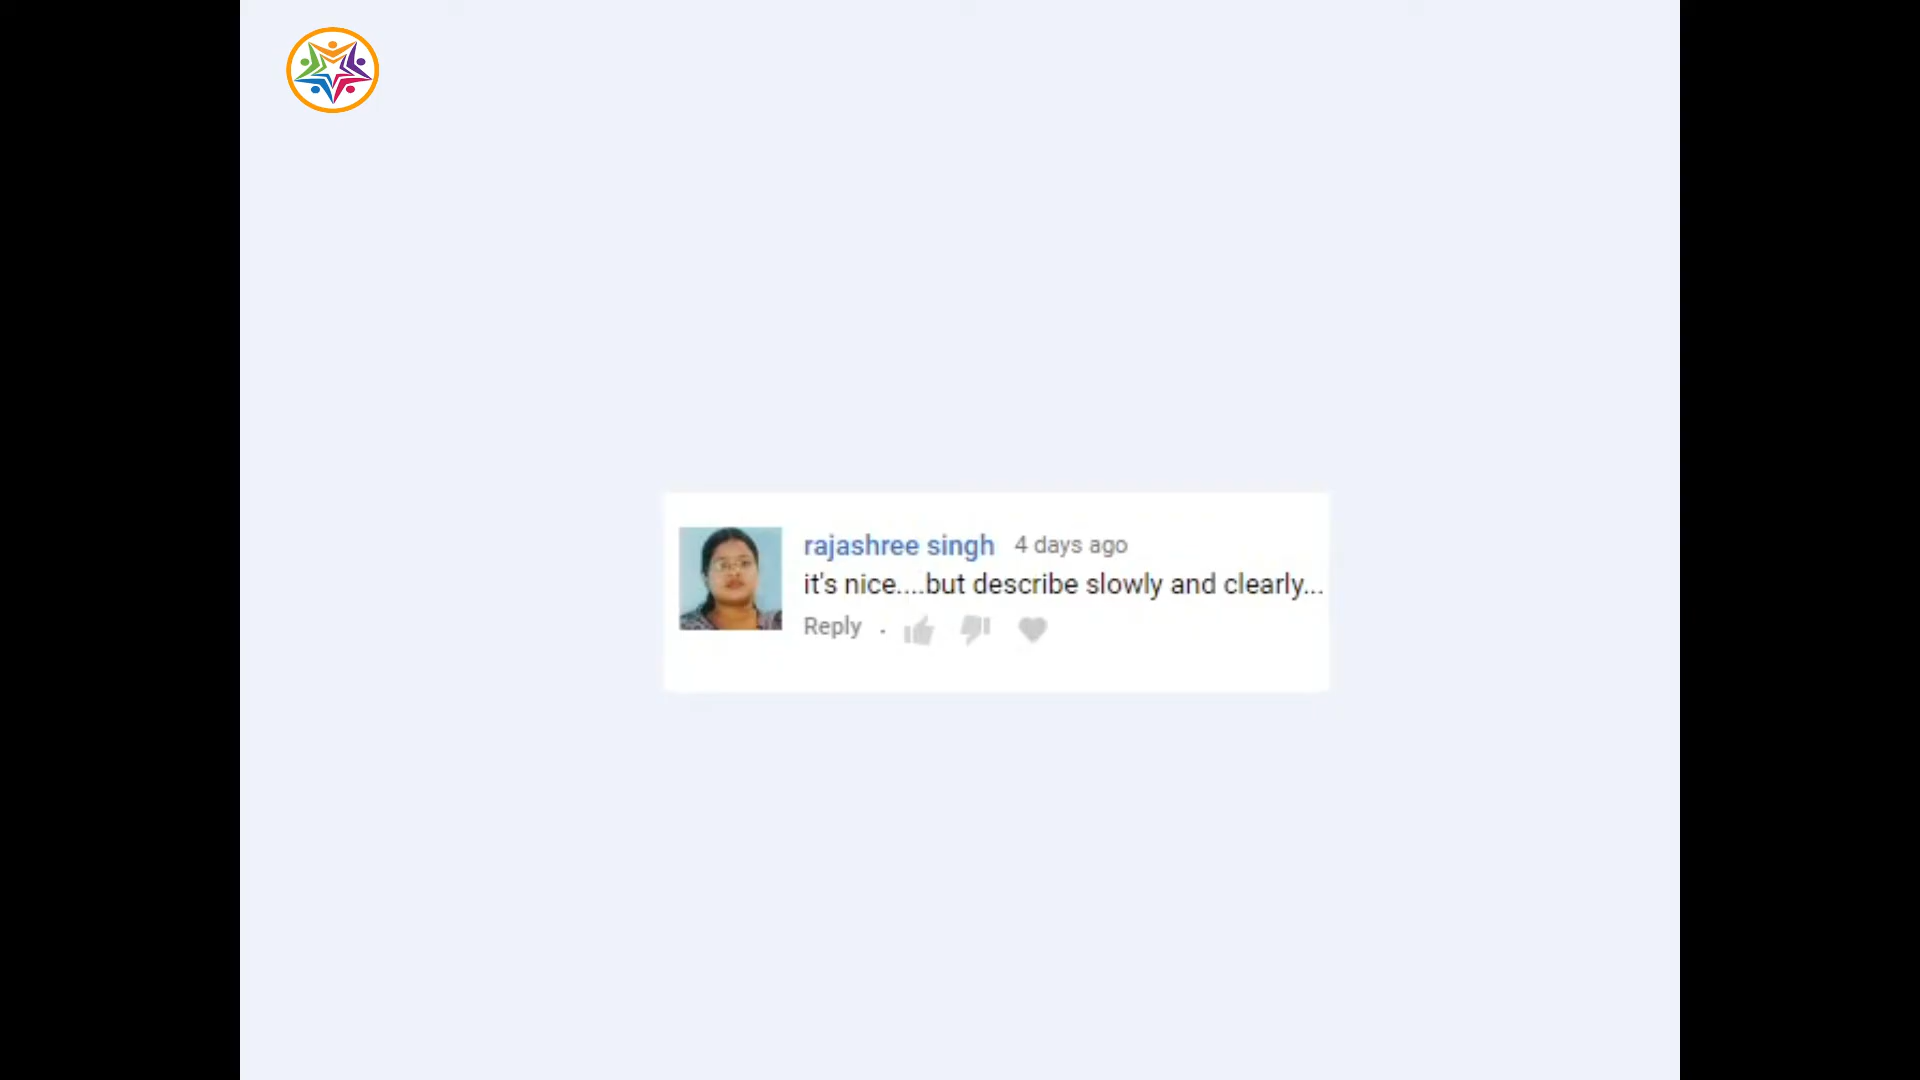 rajashree singh 4 days ago
it's nice....but describe slowly and clearly...
Reply .